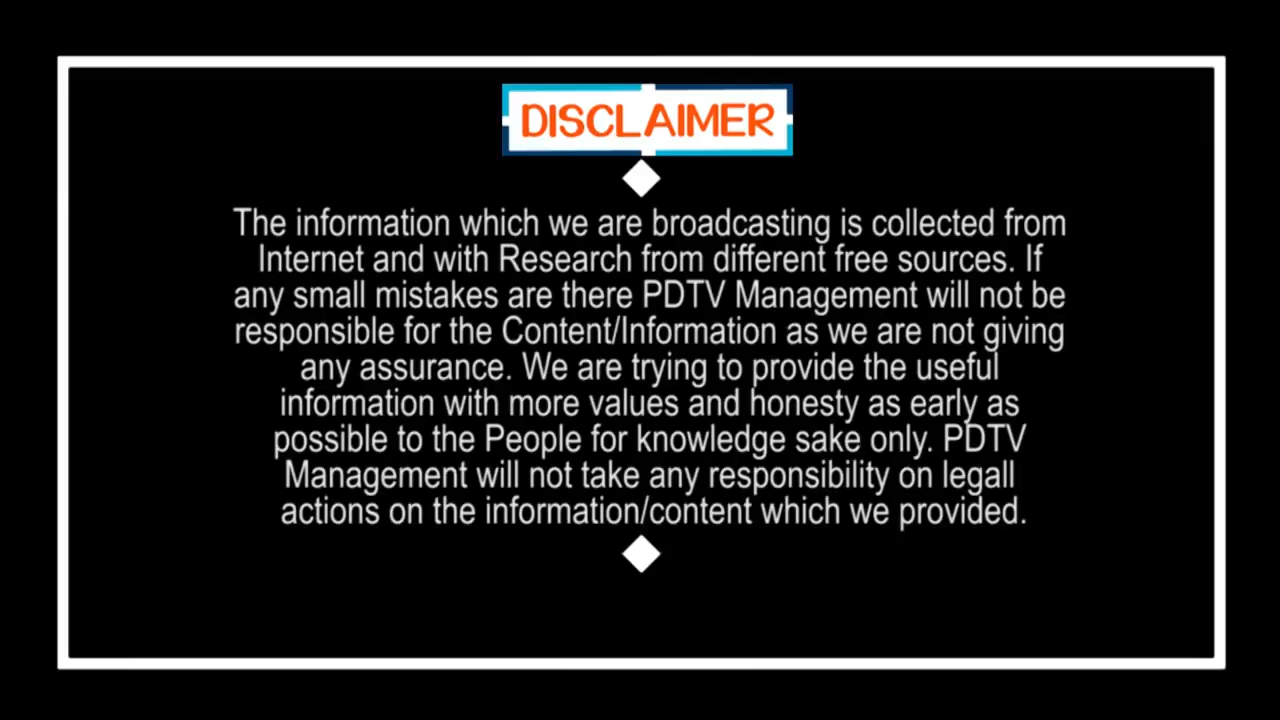 DISCLAIMER
The information which we are broadcasting is collected from
Internet and with Research from different free sources. If
any small mistakes are there PDTV Management will not be
responsible for the Content/Information as we are not giving
any assurance. We are trying to provide the useful
information with more values and honesty as early as
possible to the People for knowledge sake only. PDTV
Management will not take any responsibility on legall
actions on the information/content which we provided.